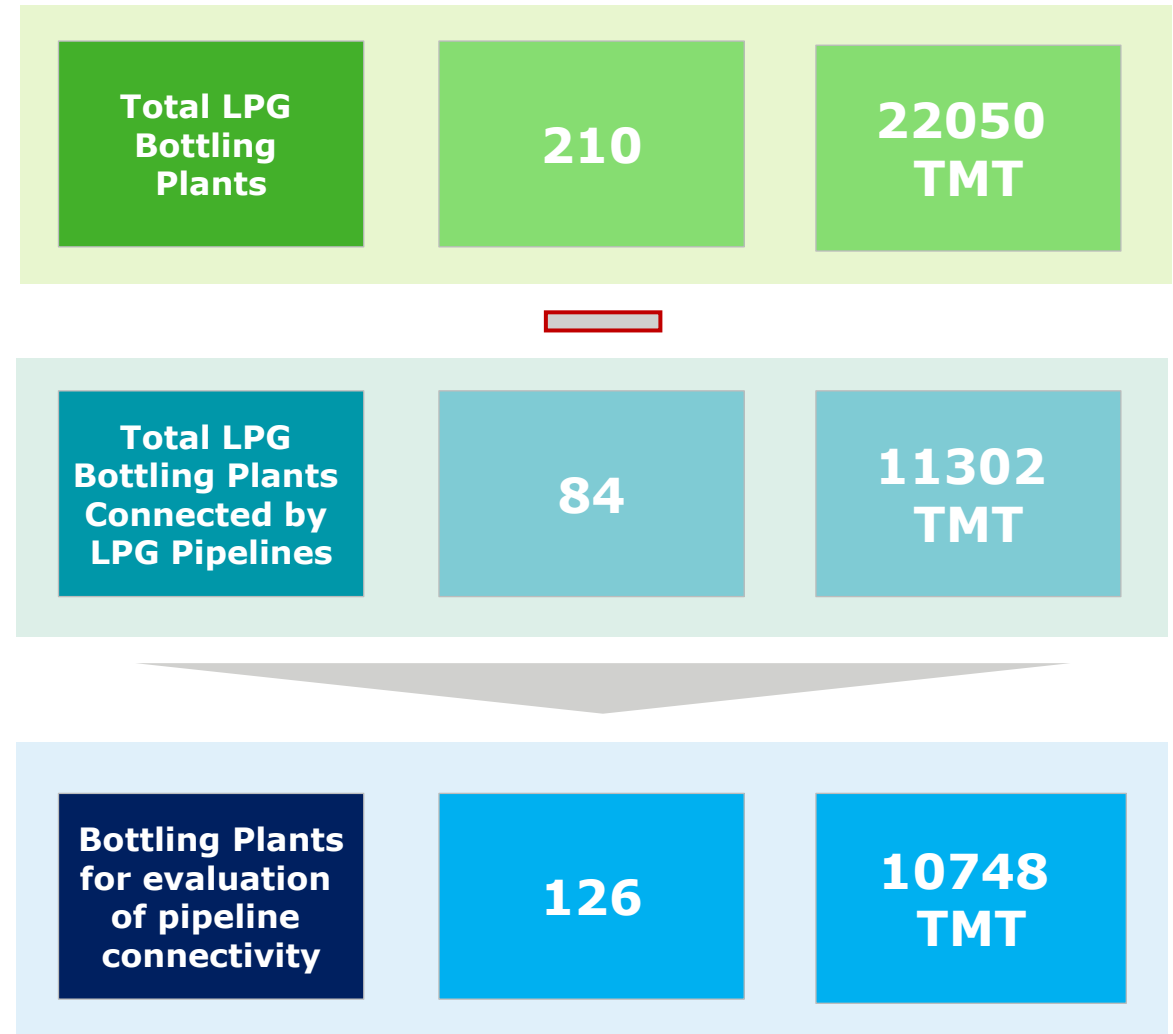 Total LPG
Bottling
Plants
210
22050
TMT
Total LPG
Bottling Plants
Connected by
LPG Pipelines
84
11302
TMT
Bottling Plants
for evaluation
of pipeline
connectivity
126
10748
TMT